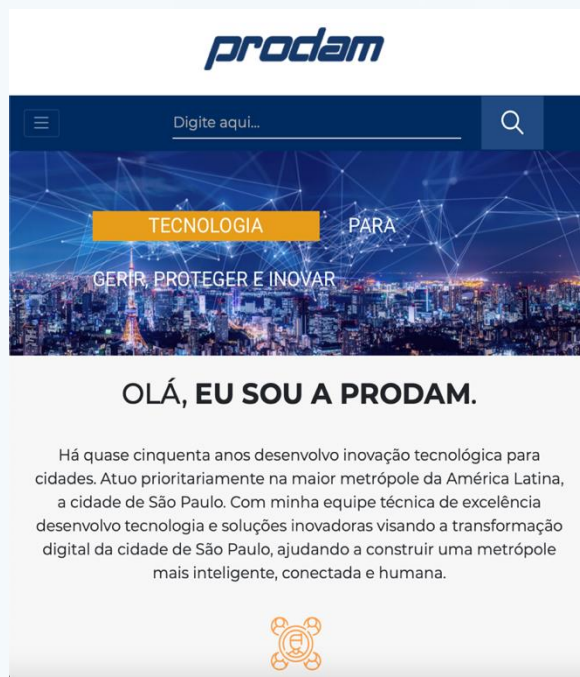 prodam
Digite aqui...
TECNOLOGIA PARA
GERIR, PROTEGER E INOVAR
OLÁ, EU SOU A PRODAM.
Há quase cinquenta anos desenvolvo inovação tecnológica para
cidades. Atuo prioritariamente na maior metrópole da América Latina,
a cidade de São Paulo. Com minha equipe técnica de excelência
desenvolvo tecnologia e soluções inovadoras visando a transformação
digital da cidade de São Paulo, ajudando a construir uma metrópole
mais inteligente, conectada e humana.